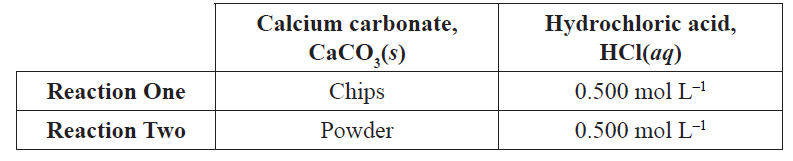 Calcium carbonate, Hydrochloric acid,
CaCO₃(s) HCl(aq)
Reaction One Chips 0.500 mol L⁻¹
Reaction Two Powder 0.500 mol L⁻¹